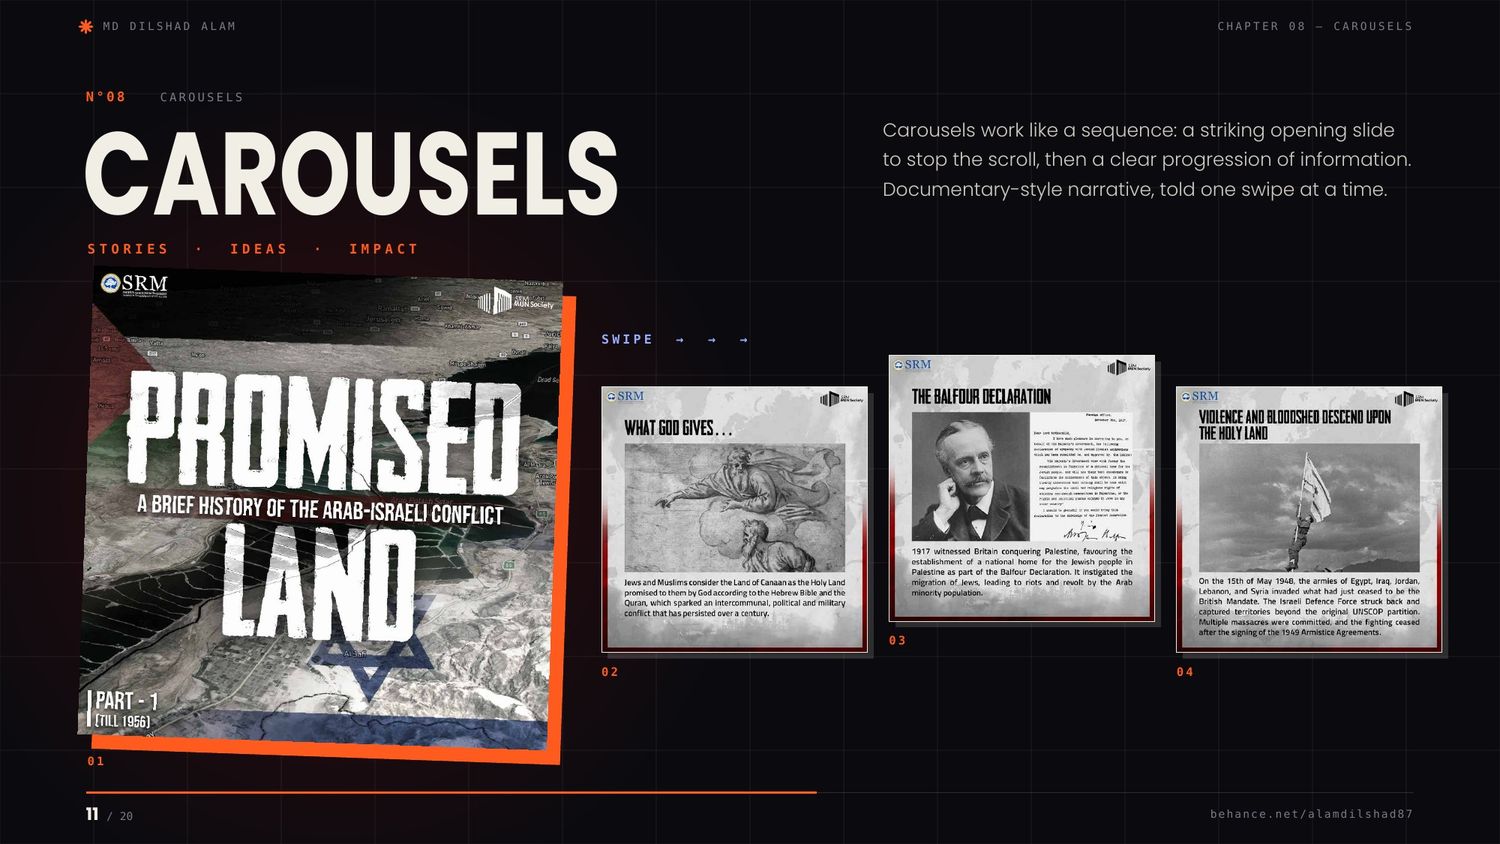 MD DILSHAD ALAM
CHAPTER 08 — CAROUSELS
N°08 CAROUSELS
CAROUSELS
Carousels work like a sequence: a striking opening slide
to stop the scroll, then a clear progression of information.
Documentary-style narrative, told one swipe at a time.
STORIES · IDEAS · IMPACT
SRM
MUN Society
PROMISED
A BRIEF HISTORY OF THE ARAB-ISRAELI CONFLICT
LAND
PART - 1
(TILL 1956)
01
SWIPE → → →
SRM
MUN Society
WHAT GOD GIVES...
Jews and Muslims consider the Land of Canaan as the Holy Land
promised to them by God according to the Hebrew Bible and the
Quran, which sparked an intercommunal, political and military
conflict that has persisted over a century.
02
SRM
MUN Society
THE BALFOUR DECLARATION
1917 witnessed Britain conquering Palestine, favouring the
establishment of a national home for the Jewish people in
Palestine as part of the Balfour Declaration. It instigated the
migration of Jews, leading to riots and revolt by the Arab
minority population.
03
SRM
MUN Society
VIOLENCE AND BLOODSHED DESCEND UPON
THE HOLY LAND
On the 15th of May 1948, the armies of Egypt, Iraq, Jordan,
Lebanon, and Syria invaded what had just ceased to be the
British Mandate. The Israeli Defence Force struck back and
captured territories beyond the original UNSCOP partition.
Multiple massacres were committed, and the fighting ceased
after the signing of the 1949 Armistice Agreements.
04
11 / 20
behance.net/alamdilshad87